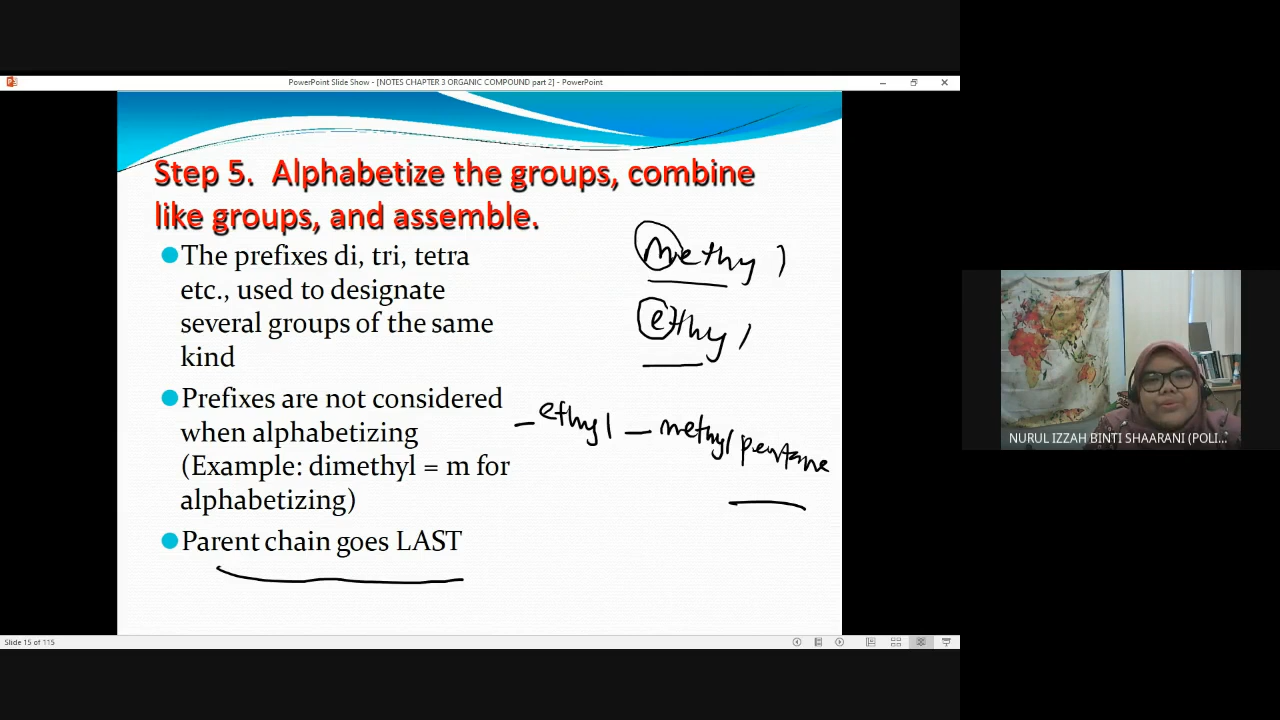 PowerPoint Slide Show - [NOTES CHAPTER 3 ORGANIC COMPOUND part 2] - PowerPoint
Step 5. Alphabetize the groups, combine
like groups, and assemble.
The prefixes di, tri, tetra
etc., used to designate
several groups of the same
kind
Prefixes are not considered
when alphabetizing
(Example: dimethyl = m for
alphabetizing)
Parent chain goes LAST
methyl
ethyl
_ethyl_methylpentane
NURUL IZZAH BINTI SHAARANI (POLI...
Slide 15 of 115